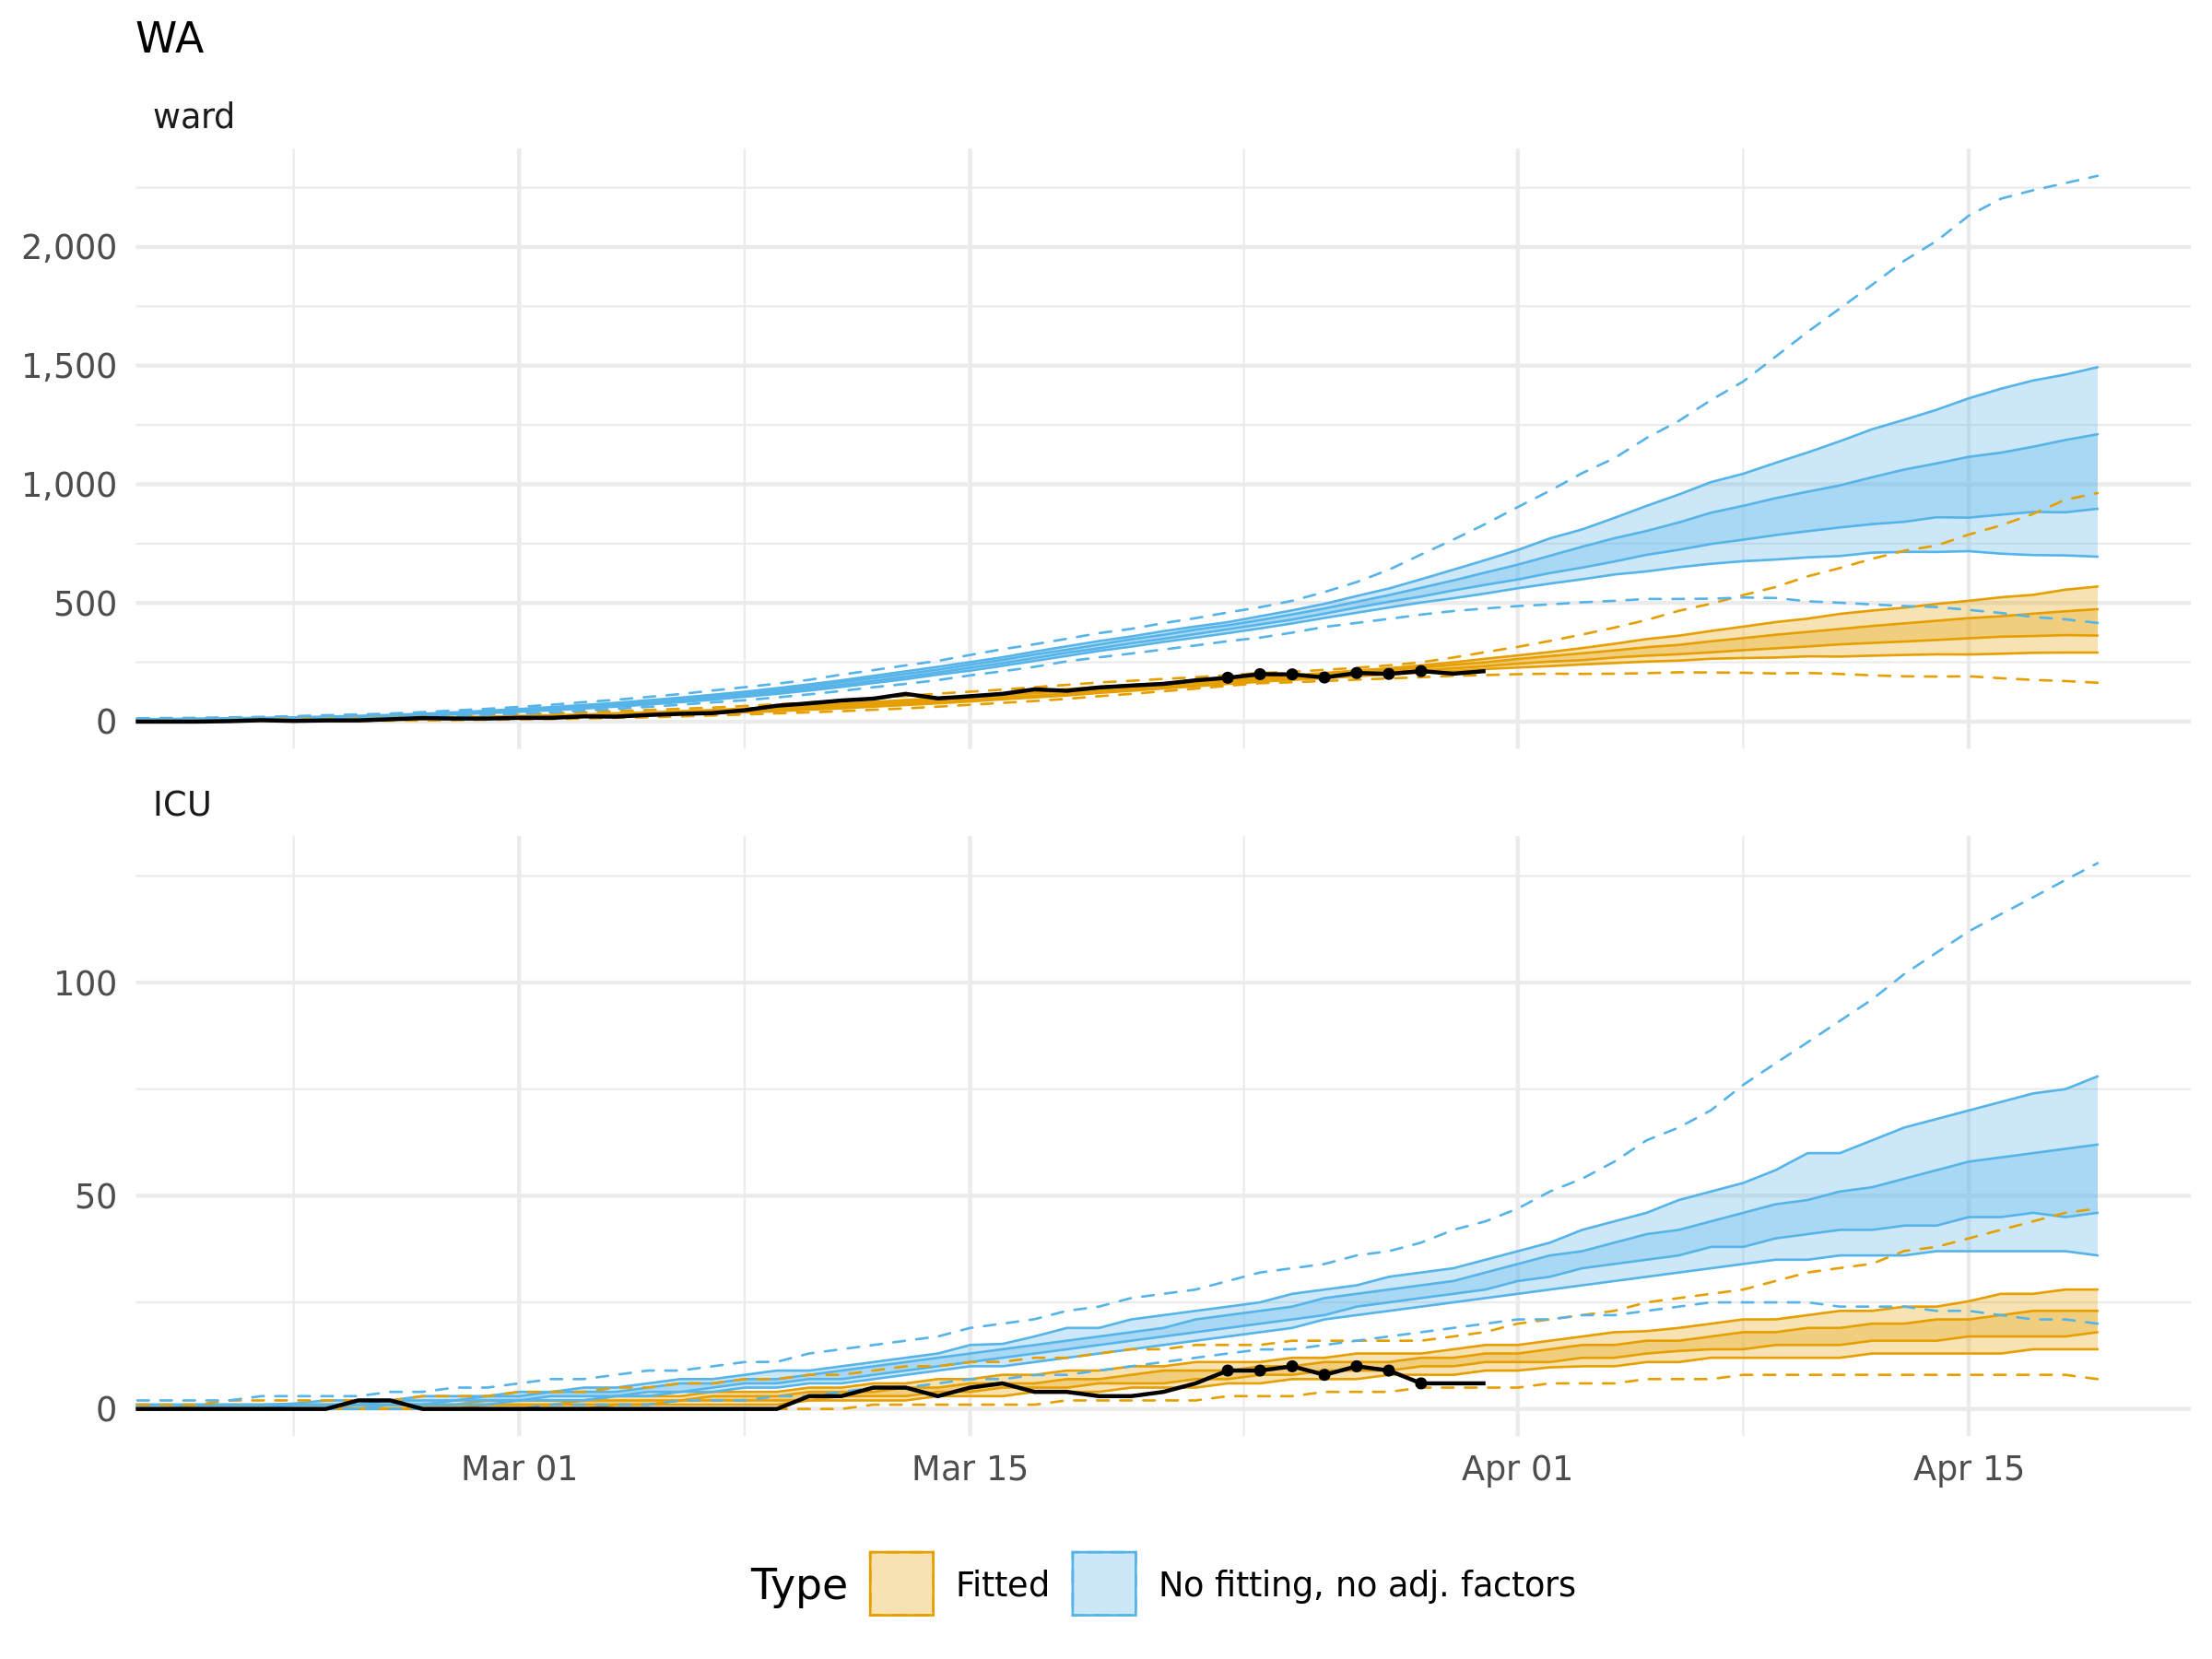 WA
ward
2,000
1,500
1,000
500
0
ICU
100
50
0
Mar 01 Mar 15 Apr 01 Apr 15
Type Fitted No fitting, no adj. factors